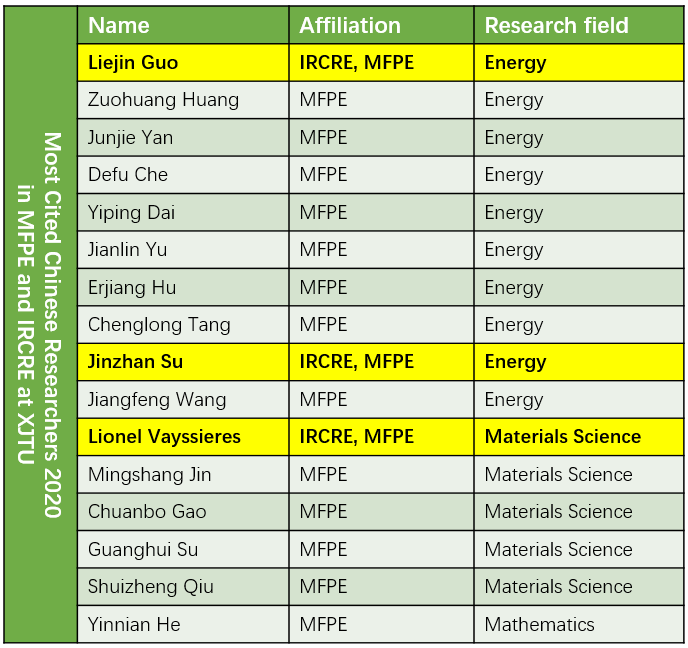 Most Cited Chinese Researchers 2020
in MFPE and IRCRE at XJTU
Name Affiliation Research field
Liejin Guo IRCRE, MFPE Energy
Zuohuang Huang MFPE Energy
Junjie Yan MFPE Energy
Defu Che MFPE Energy
Yiping Dai MFPE Energy
Jianlin Yu MFPE Energy
Erjiang Hu MFPE Energy
Chenglong Tang MFPE Energy
Jinzhan Su IRCRE, MFPE Energy
Jiangfeng Wang MFPE Energy
Lionel Vayssieres IRCRE, MFPE Materials Science
Mingshang Jin MFPE Materials Science
Chuanbo Gao MFPE Materials Science
Guanghui Su MFPE Materials Science
Shuizheng Qiu MFPE Materials Science
Yinnian He MFPE Mathematics